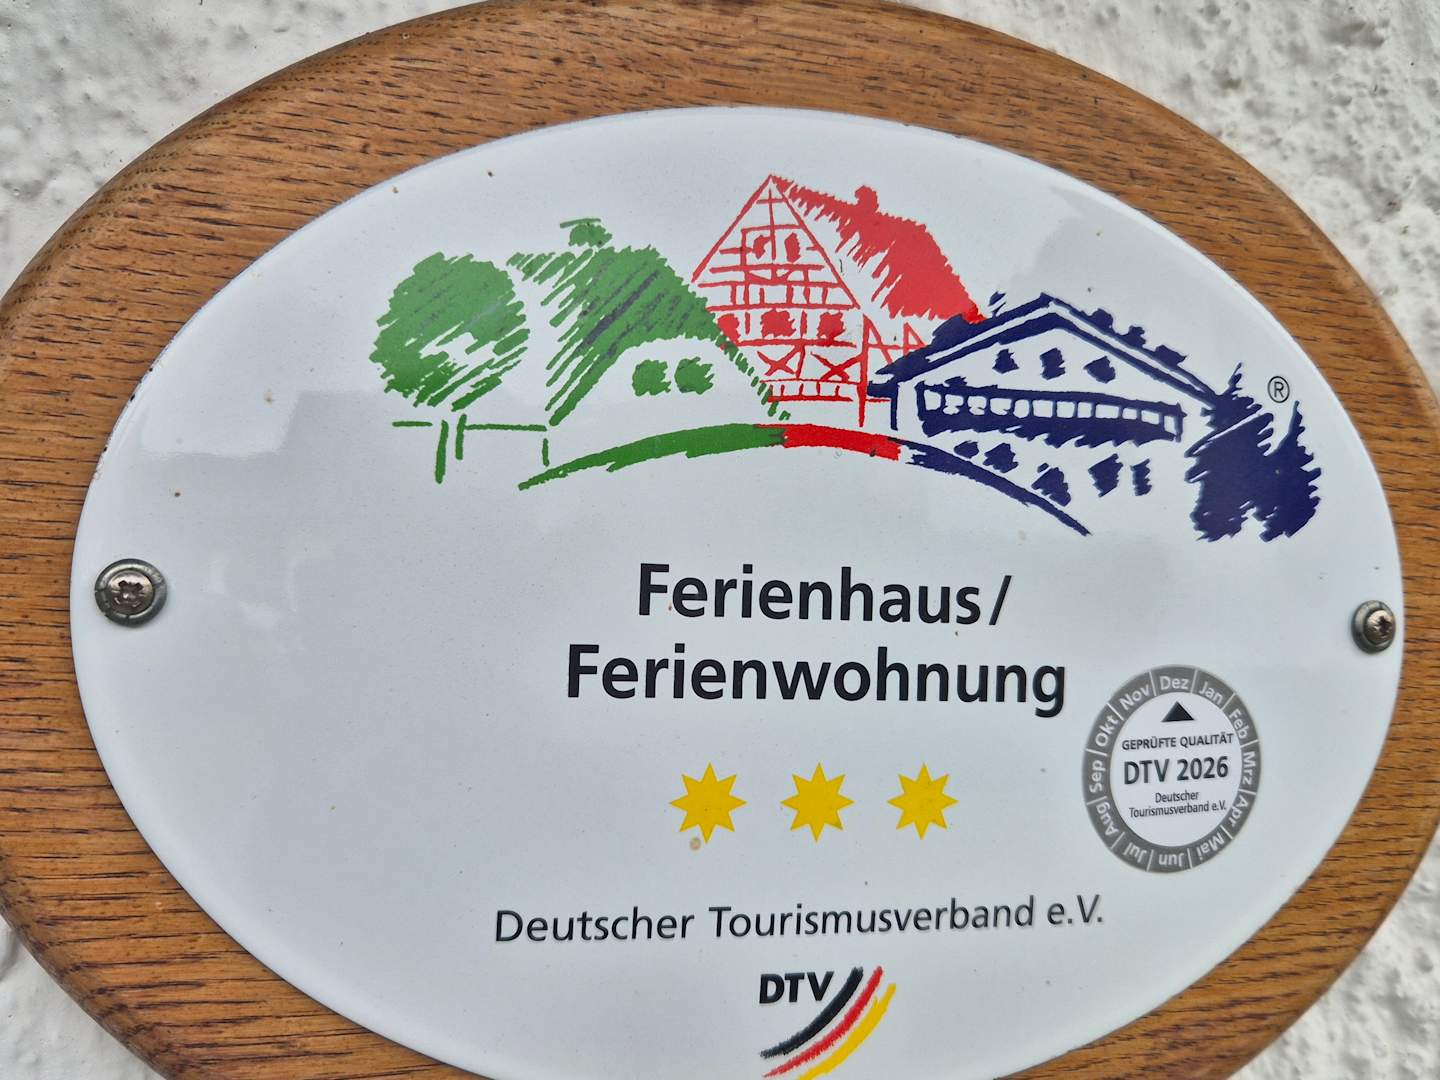 ®
Ferienhaus/
Ferienwohnung
Nov Dez Jan Feb Mrz Apr Mai Jun Jul Aug Sep Okt
GEPRÜFTE QUALITÄT
DTV 2026
Deutscher
Tourismusverband e.V.
Deutscher Tourismusverband e.V.
DTV